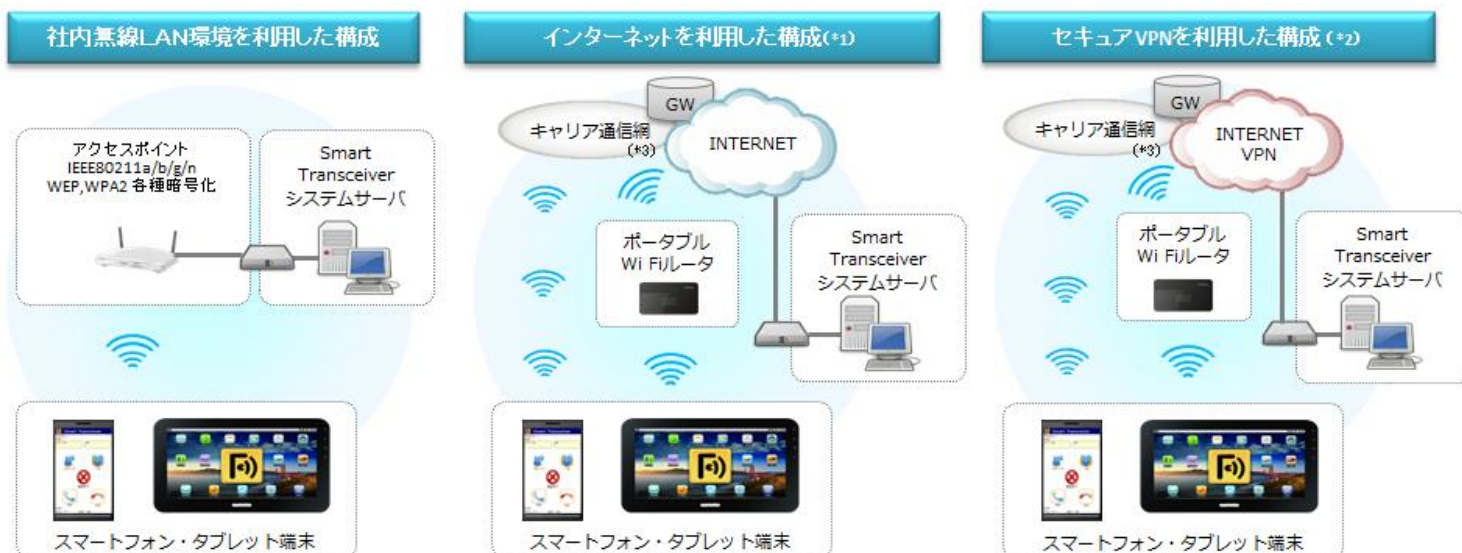 社内無線LAN環境を利用した構成
アクセスポイント
IEEE80211a/b/g/n
WEP,WPA2 各種暗号化
Smart
Transceiver
システムサーバ
スマートフォン・タブレット端末
インターネットを利用した構成(*1)
GW
キャリア通信網
(*3)
INTERNET
ポータブル
Wi Fiルータ
Smart
Transceiver
システムサーバ
スマートフォン・タブレット端末
セキュアVPNを利用した構成(*2)
GW
キャリア通信網
(*3)
INTERNET
VPN
ポータブル
Wi Fiルータ
Smart
Transceiver
システムサーバ
スマートフォン・タブレット端末